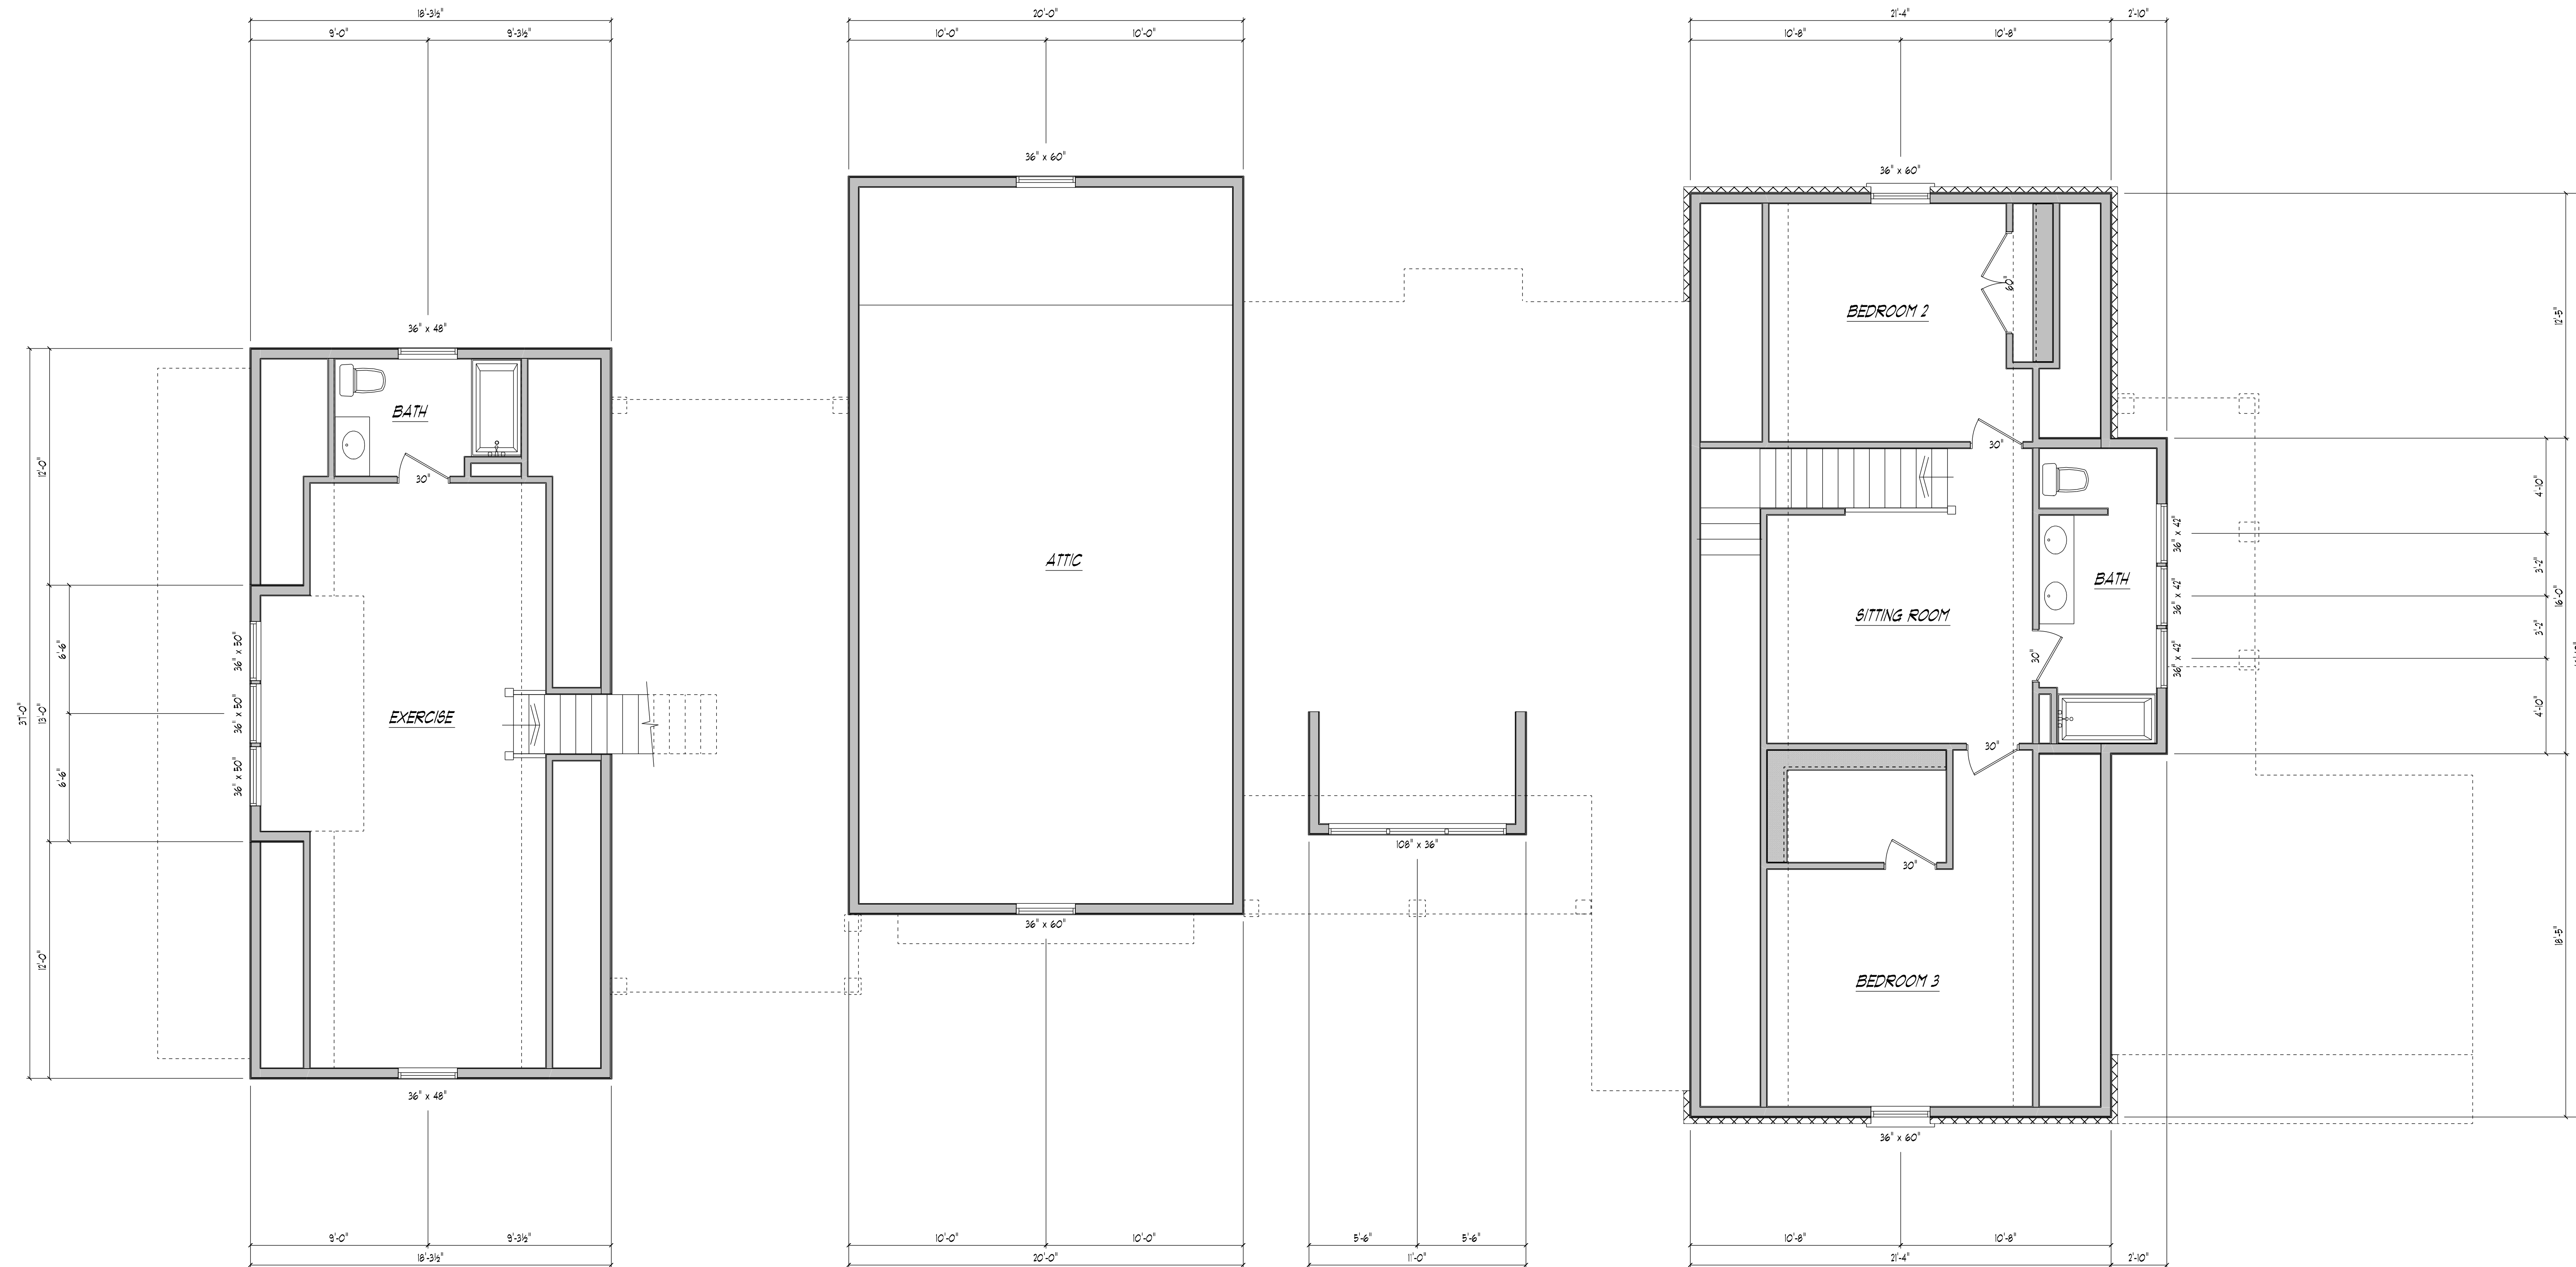 18'-3½"
20'-0"
21'-4"
2'-10"
9'-0"
9'-3½"
10'-0"
10'-0"
10'-8"
10'-8"
36" x 60"
36" x 60"
36" x 48"
60"
BEDROOM 2
12'-5"
BATH
30"
30"
12'-0"
4'-10"
36" x 42"
ATTIC
3'-2"
36" x 42"
BATH
16'-0"
SITTING ROOM
3'-2"
36" x 42"
30"
6'-6"
36" x 50"
37'-0"
13'-0"
36" x 50"
EXERCISE
4'-10"
30"
6'-6"
36" x 50"
108" x 36"
30"
36" x 60"
18'-5"
12'-0"
BEDROOM 3
36" x 48"
36" x 60"
9'-0"
9'-3½"
10'-0"
10'-0"
5'-6"
5'-6"
10'-8"
10'-8"
18'-3½"
20'-0"
11'-0"
21'-4"
2'-10"